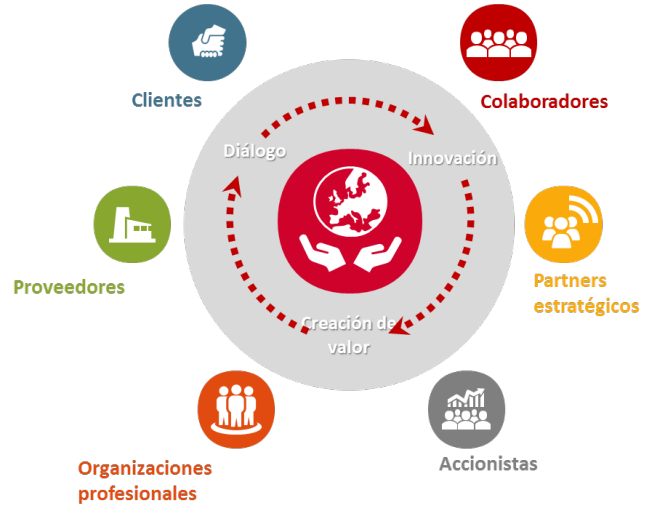 Clientes
Colaboradores
Diálogo
Innovación
Proveedores
Partners
estratégicos
Creación de
valor
Organizaciones
profesionales
Accionistas